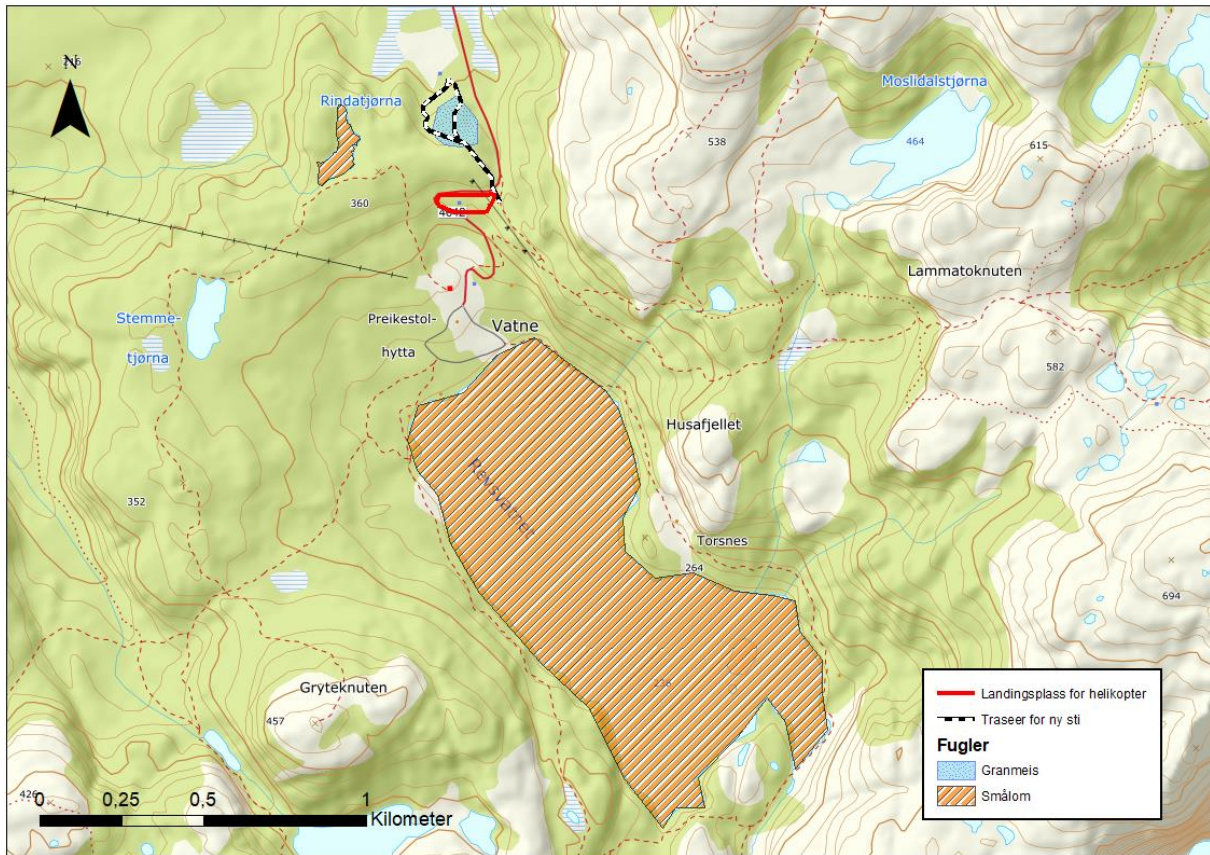 N
Rindatjørna
Moslidalstjørna
464
538
615
360
4642
Lammatoknuten
Stemme-
tjørna
Preikestol-
hytta
Vatne
582
Husafjellet
Revsvatnet
352
Torsnes
264
694
Gryteknuten
457
426
0 0,25 0,5 1
Kilometer
Landingsplass for helikopter
Traseer for ny sti
Fugler
Granmeis
Smålom